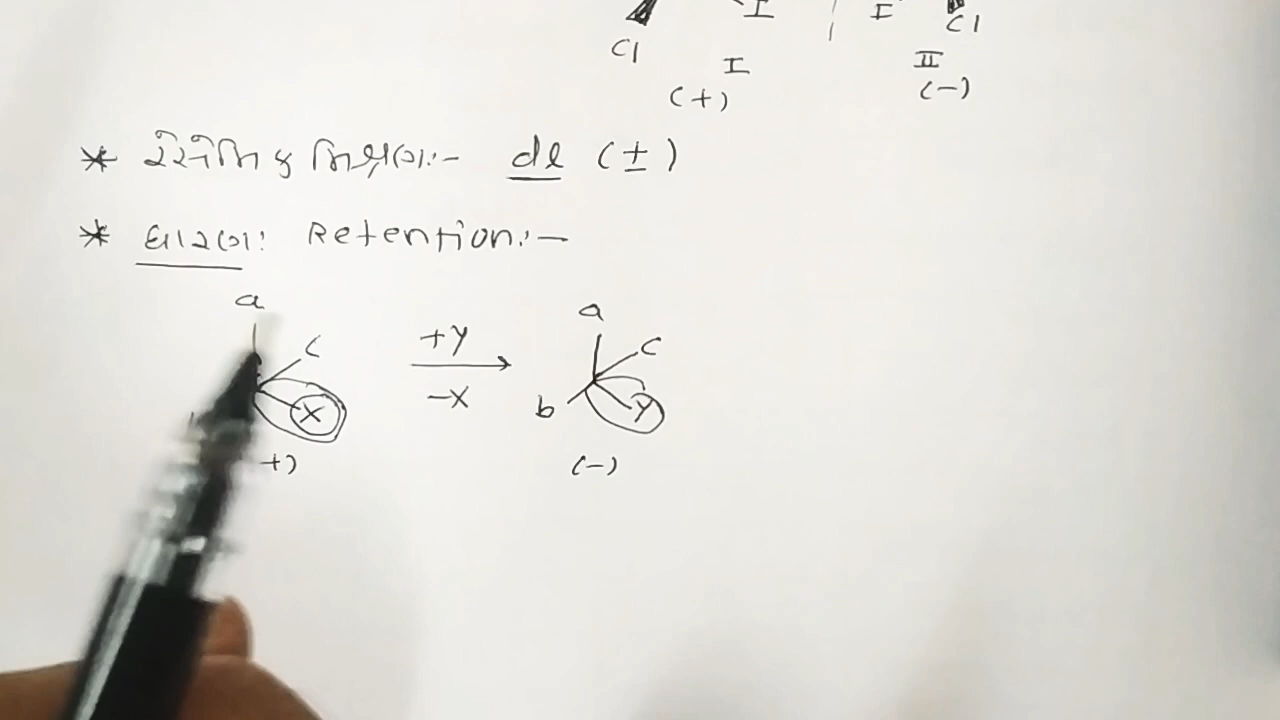 I I Cl
Cl I II
(+) (-)
* રેસેમિક મિશ્રણ:- dl (±)
* ધારણ: Retention:-
a a
c +Y c
X -X b Y
+) (-)